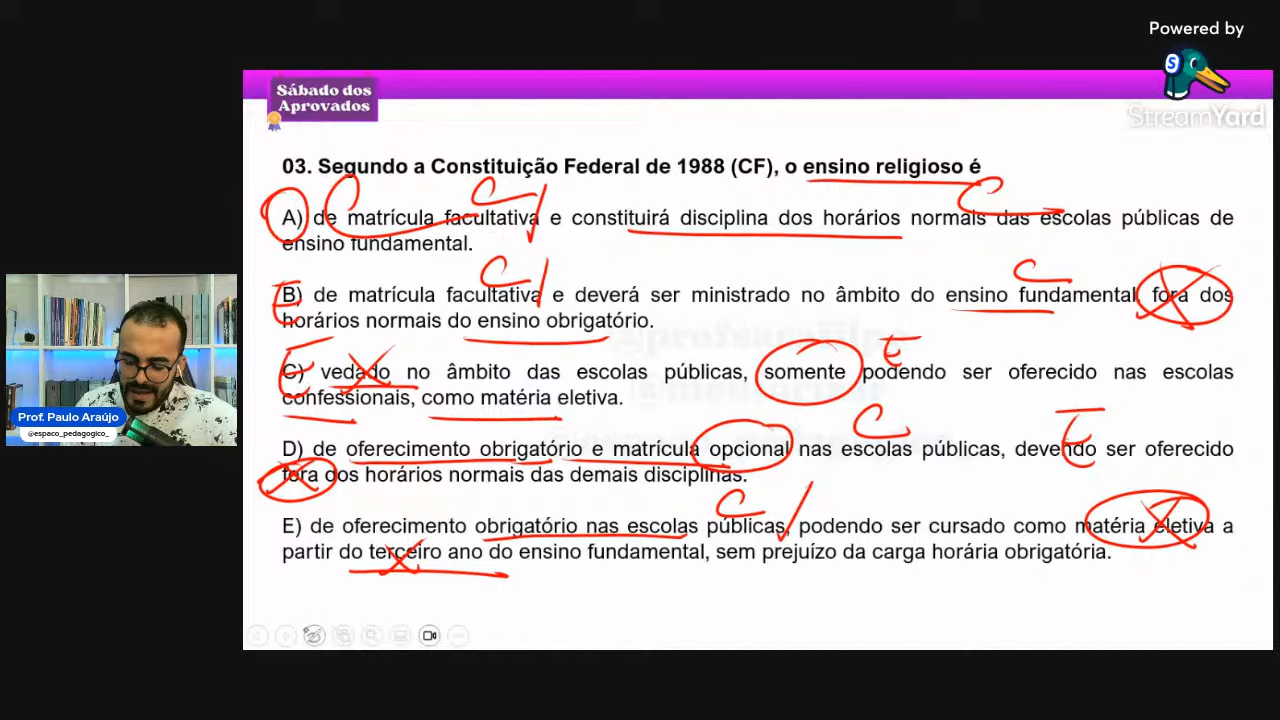 Powered by
S
StreamYard
Sábado dos
Aprovados
03. Segundo a Constituição Federal de 1988 (CF), o ensino religioso é
C C
A) de matrícula facultativa e constituirá disciplina dos horários normais das escolas públicas de
ensino fundamental.
C C
E B) de matrícula facultativa e deverá ser ministrado no âmbito do ensino fundamental, fora dos
horários normais do ensino obrigatório.
E E
C) vedado no âmbito das escolas públicas, somente podendo ser oferecido nas escolas
confessionais, como matéria eletiva.
C E
D) de oferecimento obrigatório e matrícula opcional nas escolas públicas, devendo ser oferecido
fora dos horários normais das demais disciplinas.
C
E) de oferecimento obrigatório nas escolas públicas, podendo ser cursado como matéria eletiva a
partir do terceiro ano do ensino fundamental, sem prejuízo da carga horária obrigatória.
Prof. Paulo Araújo
@espaco_pedagogico_